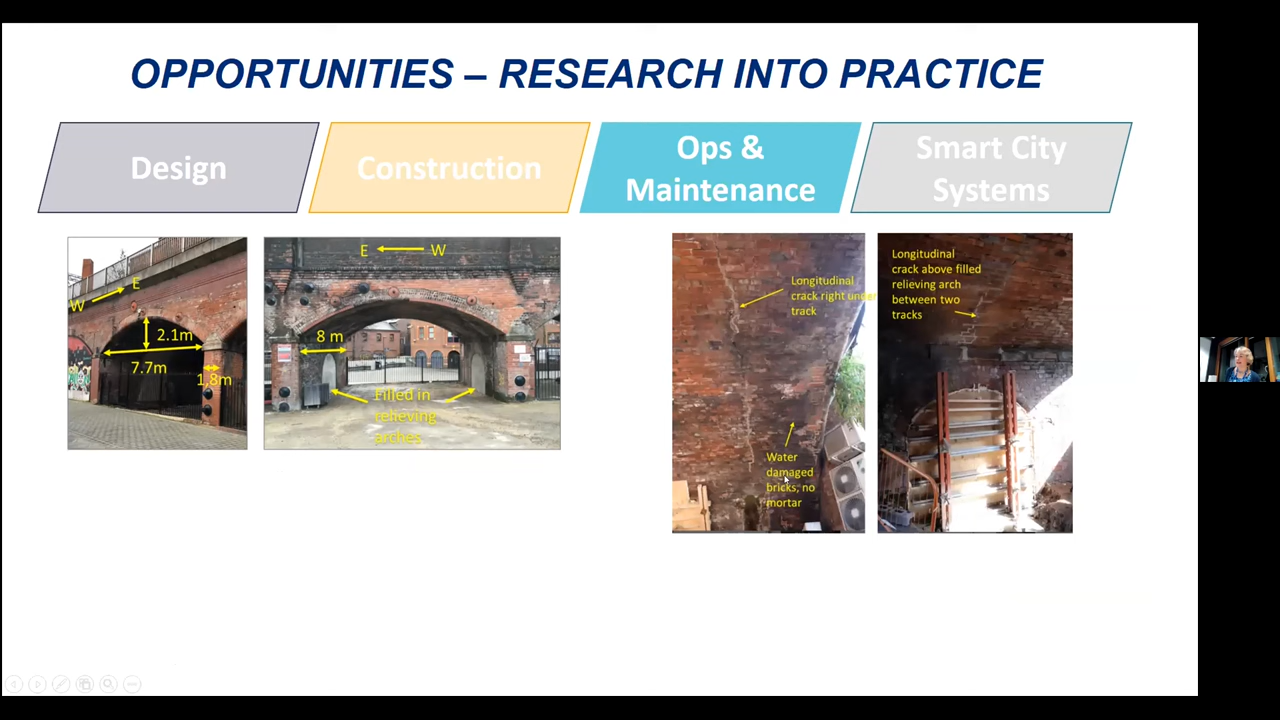 OPPORTUNITIES – RESEARCH INTO PRACTICE
Design
Construction
Ops &
Maintenance
Smart City
Systems
W
E
2.1m
7.7m
1.8m
E
W
8 m
Filled in
relieving
arches
Longitudinal
crack right under
track
Water
damaged
bricks, no
mortar
Longitudinal
crack above filled
relieving arch
between two
tracks